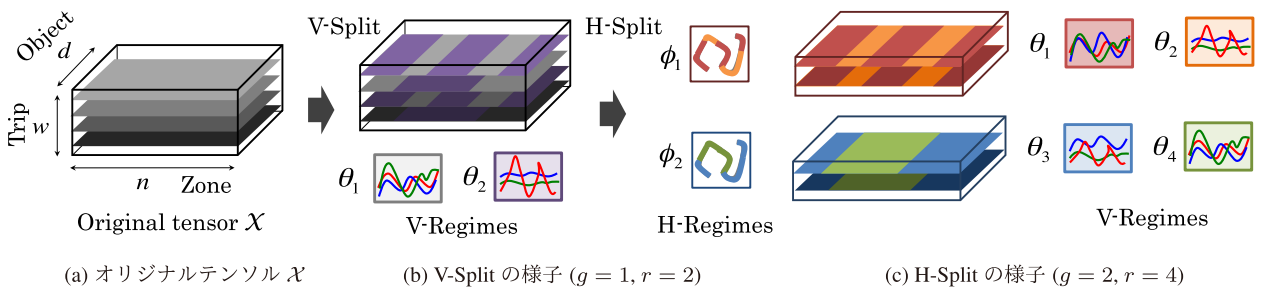 Object
d
Trip
w
n
Zone
Original tensor 𝒳
(a) オリジナルテンソル 𝒳
V-Split
θ1
θ2
V-Regimes
(b) V-Split の様子 (g = 1, r = 2)
H-Split
ϕ1
ϕ2
H-Regimes
θ1
θ2
θ3
θ4
V-Regimes
(c) H-Split の様子 (g = 2, r = 4)